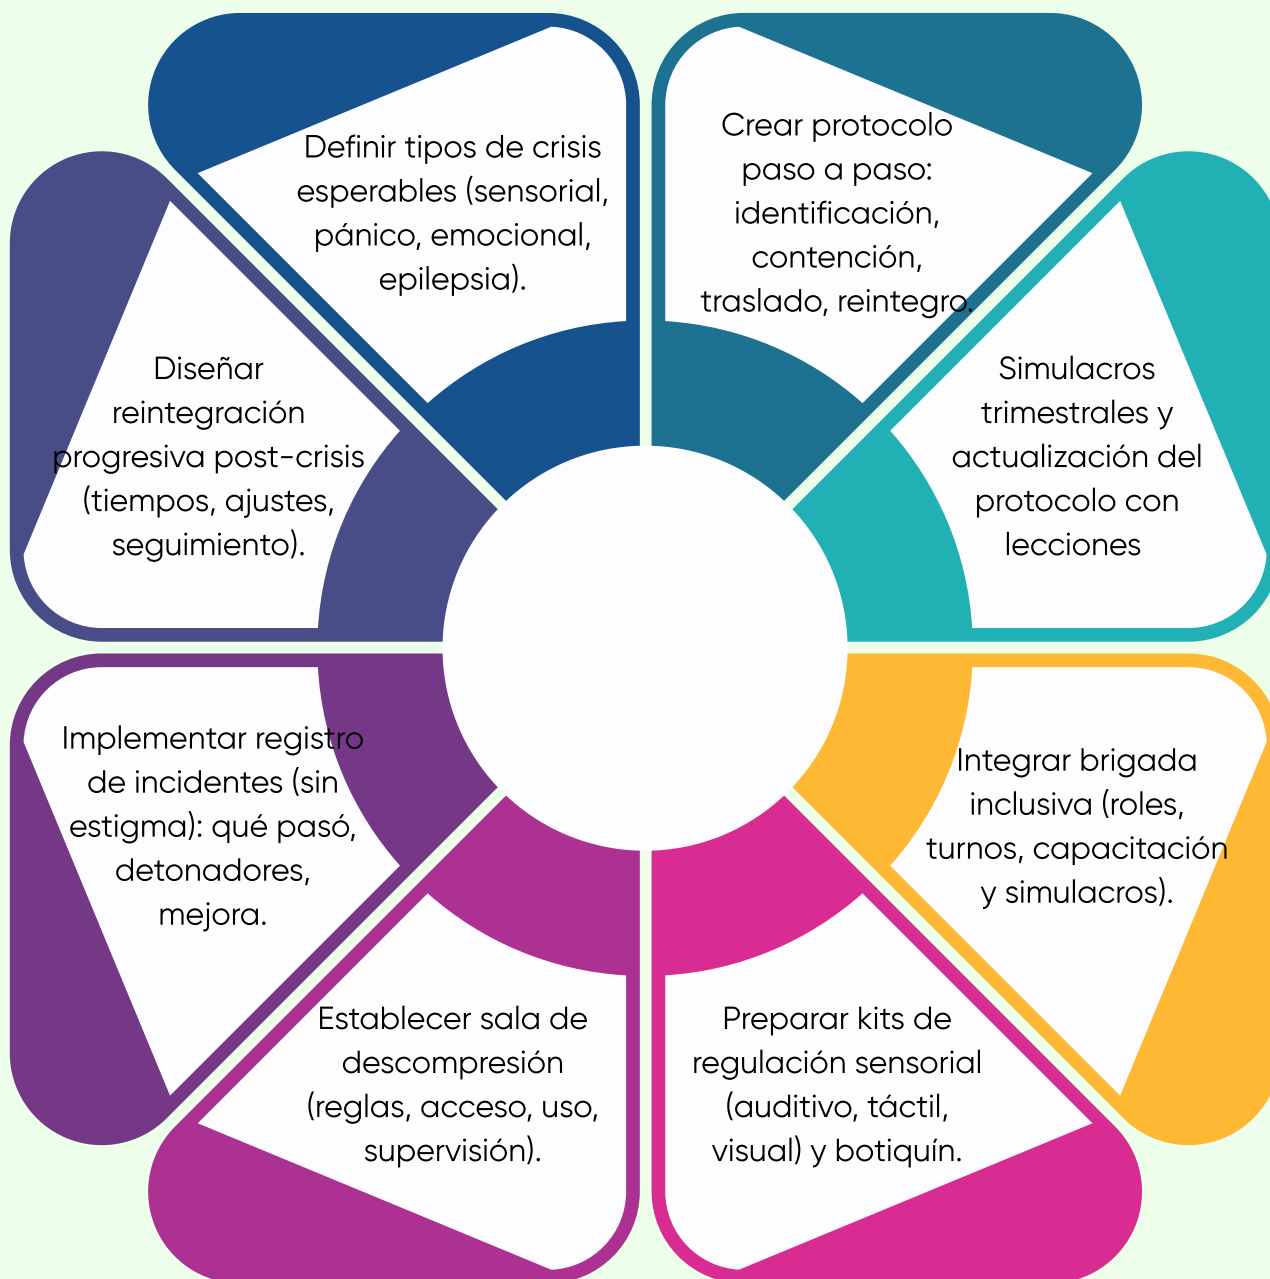 Definir tipos de crisis
esperables (sensorial,
pánico, emocional,
epilepsia).
Crear protocolo
paso a paso:
identificación,
contención,
traslado, reintegro.
Simulacros
trimestrales y
actualización del
protocolo con
lecciones
Integrar brigada
inclusiva (roles,
turnos, capacitación
y simulacros).
Preparar kits de
regulación sensorial
(auditivo, táctil,
visual) y botiquín.
Establecer sala de
descompresión
(reglas, acceso, uso,
supervisión).
Implementar registro
de incidentes (sin
estigma): qué pasó,
detonadores,
mejora.
Diseñar
reintegración
progresiva post-crisis
(tiempos, ajustes,
seguimiento).